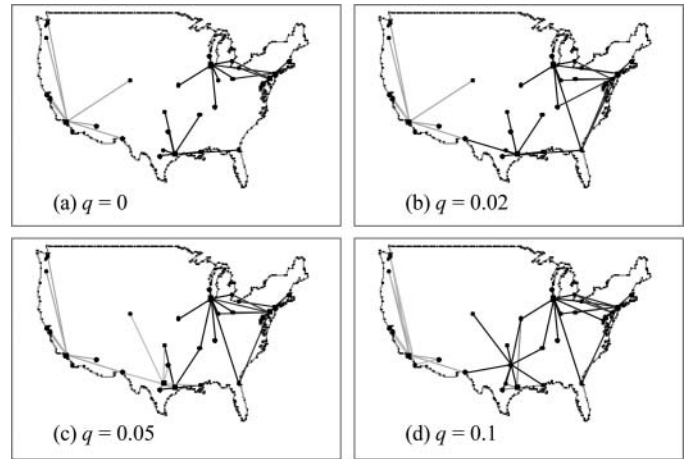 (a) q = 0
(b) q = 0.02
(c) q = 0.05
(d) q = 0.1